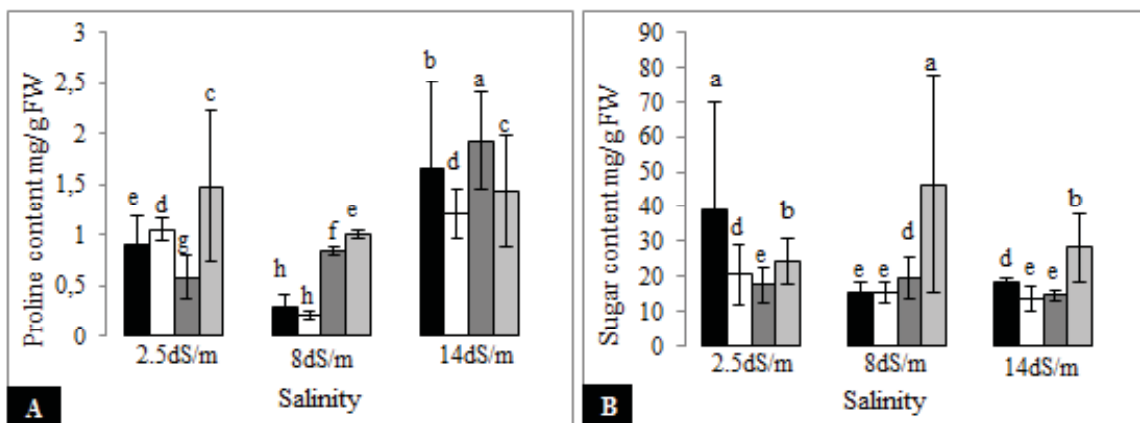 Proline content mg/g FW
3
2,5
2
1,5
1
0,5
0
e
d
g
c
h
h
f
e
b
d
a
c
2.5dS/m
8dS/m
14dS/m
Salinity
A
Sugar content mg/g FW
90
80
70
60
50
40
30
20
10
0
a
d
e
b
e
e
d
a
d
e
e
b
2.5dS/m
8dS/m
14dS/m
Salinity
B